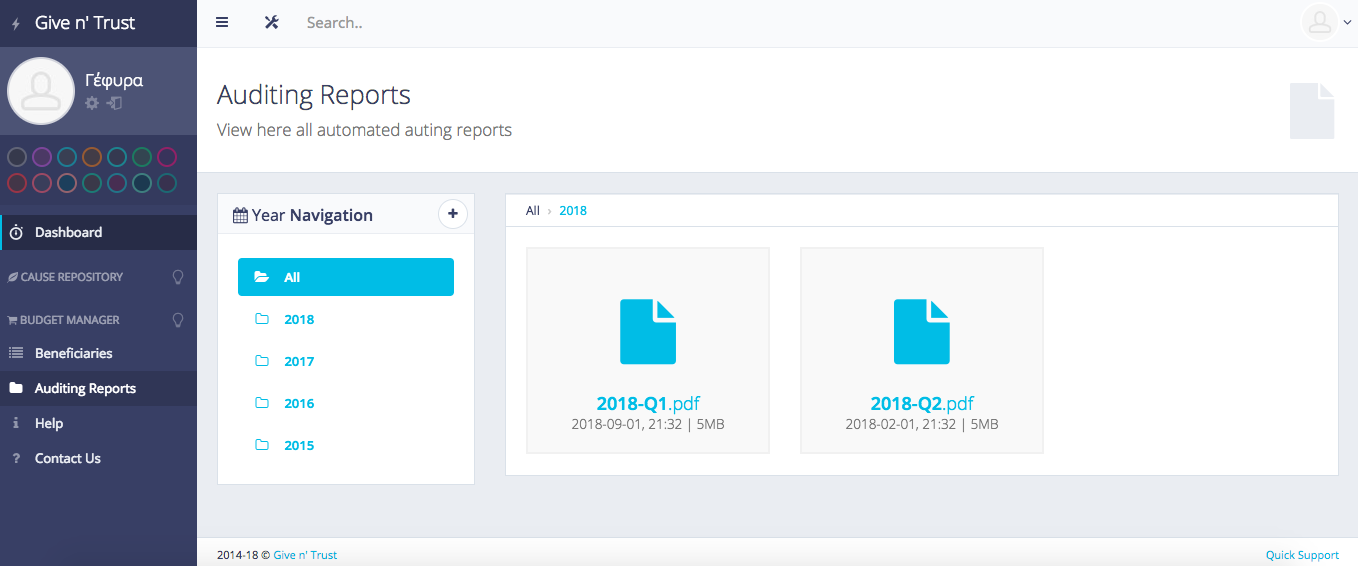 Give n' Trust
Search..
Γέφυρα
Auditing Reports
View here all automated auting reports
Dashboard
CAUSE REPOSITORY
BUDGET MANAGER
Beneficiaries
Auditing Reports
Help
Contact Us
Year Navigation
All
2018
2017
2016
2015
All › 2018
2018-Q1.pdf
2018-09-01, 21:32 | 5MB
2018-Q2.pdf
2018-02-01, 21:32 | 5MB
2014-18 © Give n' Trust
Quick Support